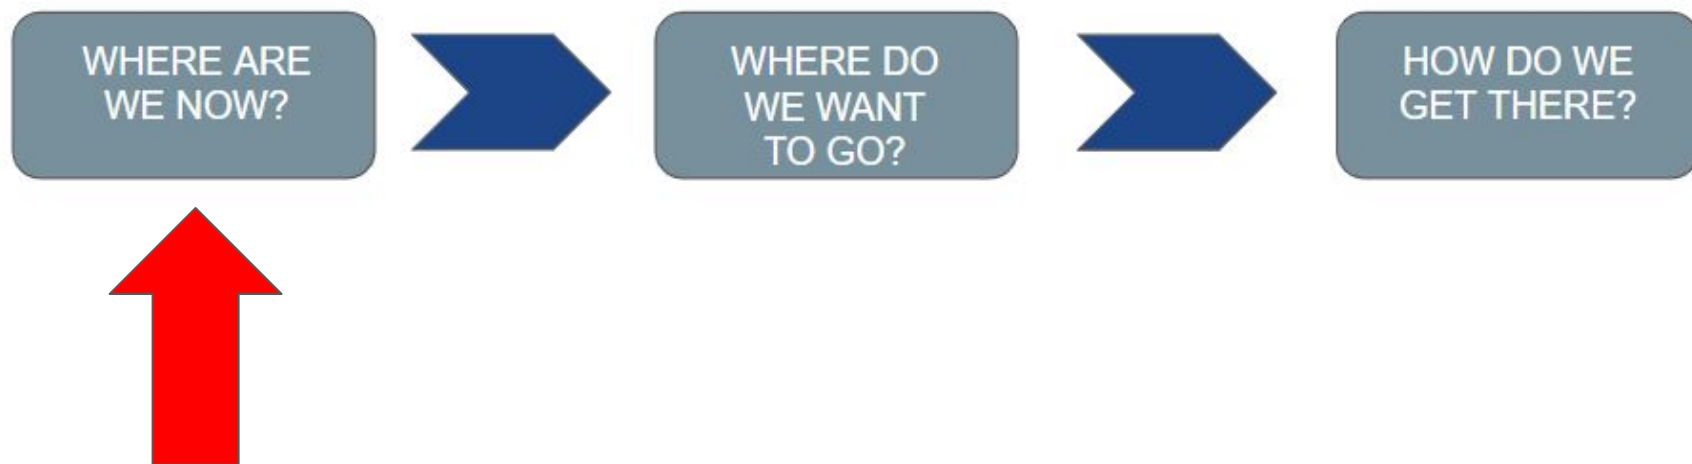 WHERE ARE
WE NOW?
WHERE DO
WE WANT
TO GO?
HOW DO WE
GET THERE?